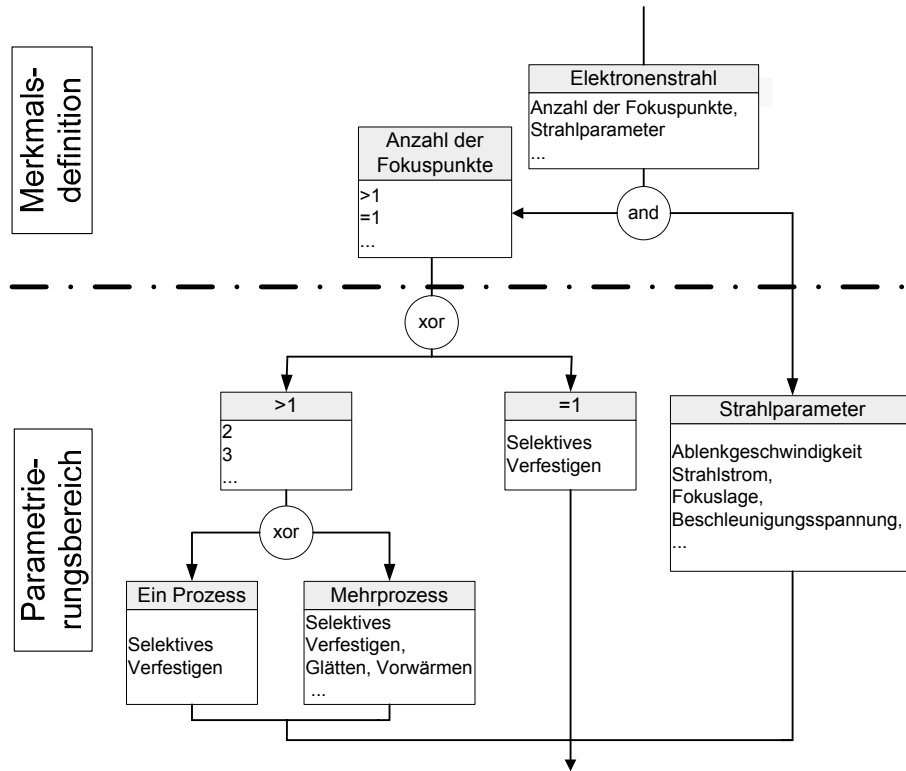 Merkmals-
definition
Elektronenstrahl
Anzahl der Fokuspunkte,
Strahlparameter
...
Anzahl der
Fokuspunkte
>1
=1
...
and
xor
Parametrie-
rungsbereich
>1
2
3
...
=1
Selektives
Verfestigen
Strahlparameter
Ablenkgeschwindigkeit
Strahlstrom,
Fokuslage,
Beschleunigungsspannung,
...
xor
Ein Prozess
Selektives
Verfestigen
Mehrprozess
Selektives
Verfestigen,
Glätten, Vorwärmen
...